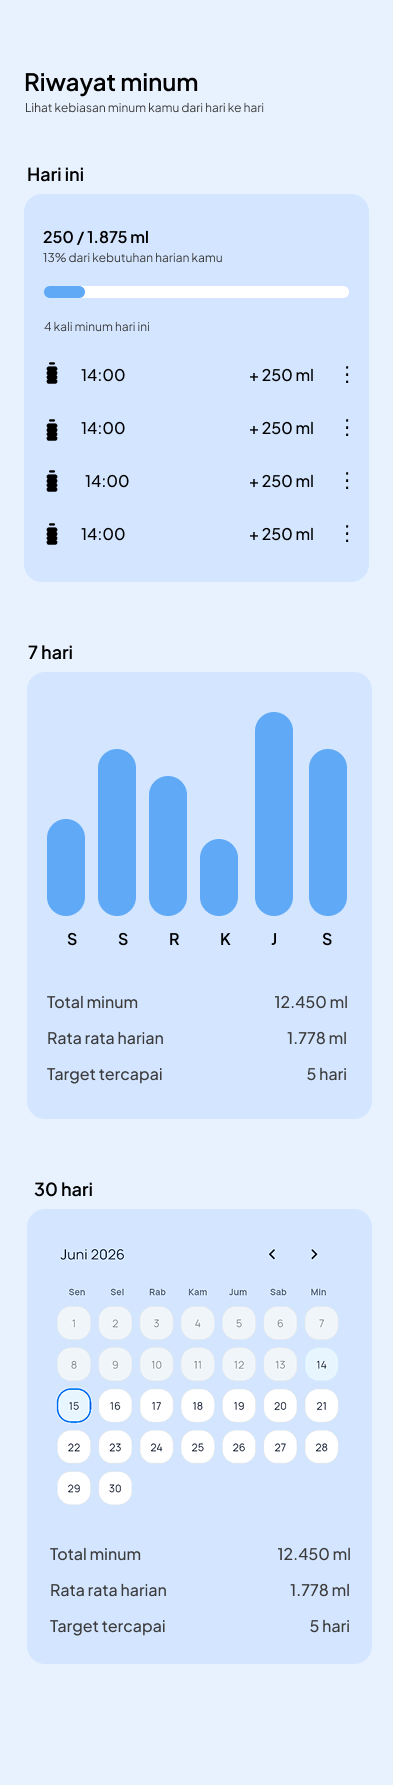 Riwayat minum
Lihat kebiasan minum kamu dari hari ke hari
Hari ini
250 / 1.875 ml
13% dari kebutuhan harian kamu
4 kali minum hari ini
14:00 + 250 ml
14:00 + 250 ml
14:00 + 250 ml
14:00 + 250 ml
7 hari
S S R K J S
Total minum 12.450 ml
Rata rata harian 1.778 ml
Target tercapai 5 hari
30 hari
Juni 2026
Sen Sel Rab Kam Jum Sab Min
1 2 3 4 5 6 7
8 9 10 11 12 13 14
15 16 17 18 19 20 21
22 23 24 25 26 27 28
29 30
Total minum 12.450 ml
Rata rata harian 1.778 ml
Target tercapai 5 hari